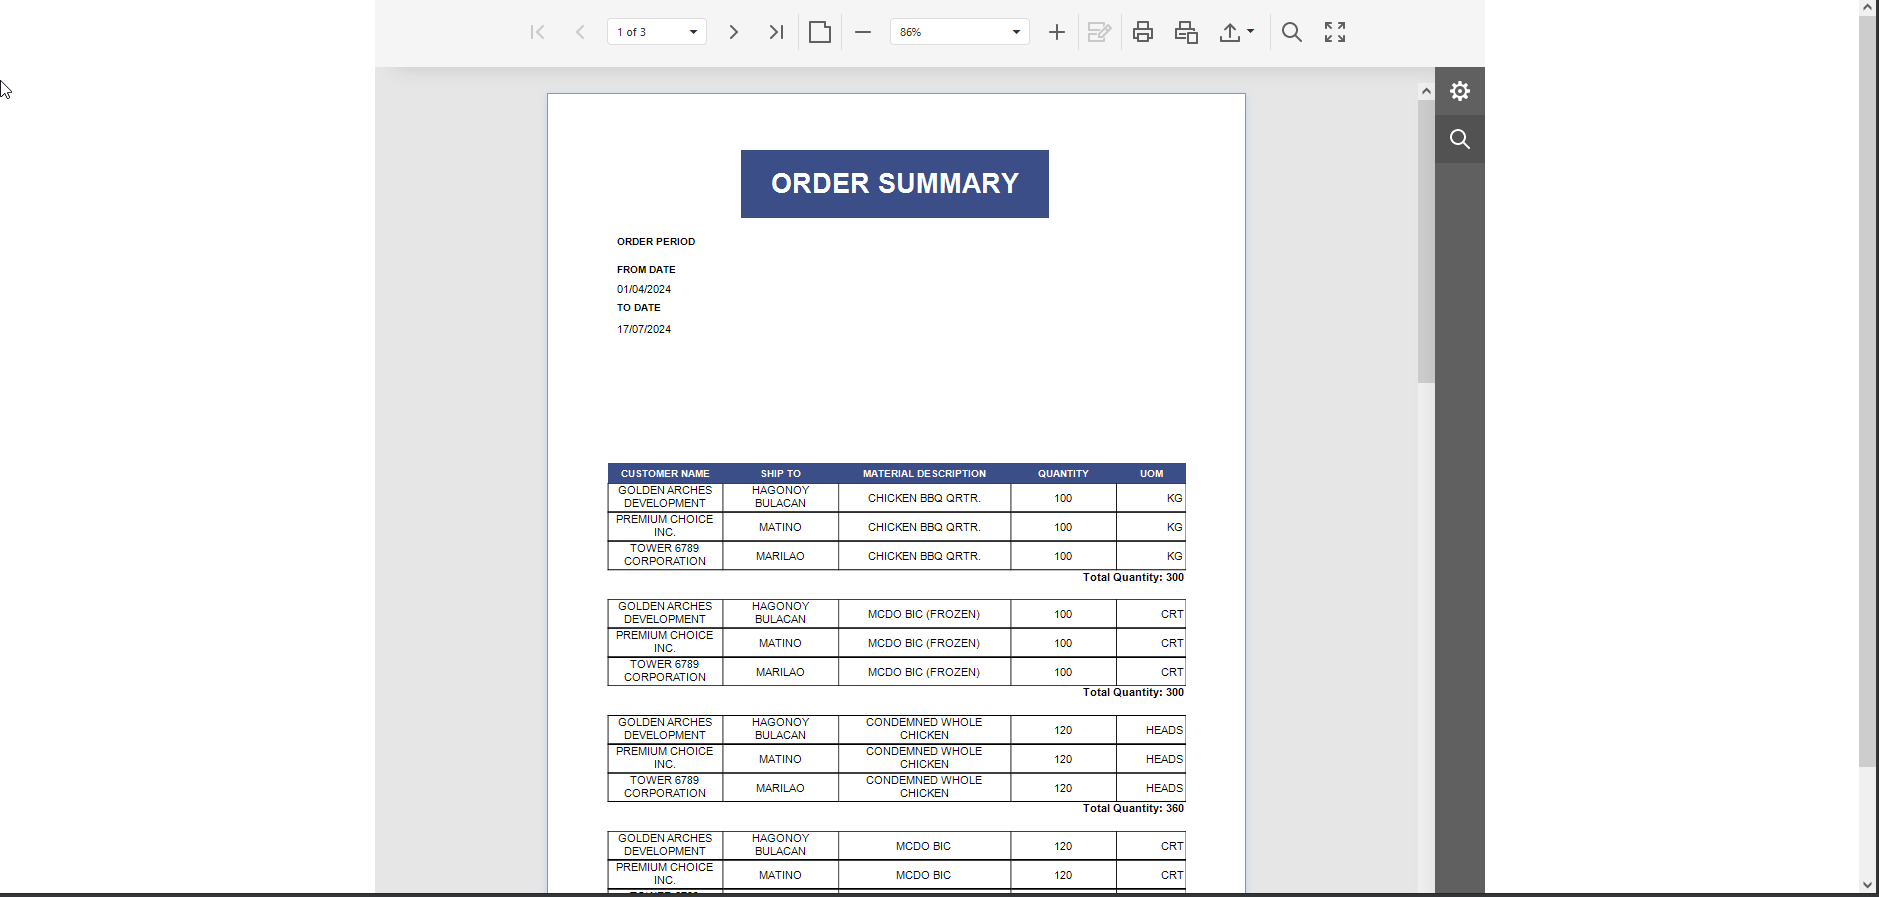 1 of 3
86%
ORDER SUMMARY
ORDER PERIOD
FROM DATE
01/04/2024
TO DATE
17/07/2024
CUSTOMER NAME SHIP TO MATERIAL DESCRIPTION QUANTITY UOM
GOLDEN ARCHES DEVELOPMENT HAGONOY BULACAN CHICKEN BBQ QRTR. 100 KG
PREMIUM CHOICE INC. MATINO CHICKEN BBQ QRTR. 100 KG
TOWER 6789 CORPORATION MARILAO CHICKEN BBQ QRTR. 100 KG
Total Quantity: 300
GOLDEN ARCHES DEVELOPMENT HAGONOY BULACAN MCDO BIC (FROZEN) 100 CRT
PREMIUM CHOICE INC. MATINO MCDO BIC (FROZEN) 100 CRT
TOWER 6789 CORPORATION MARILAO MCDO BIC (FROZEN) 100 CRT
Total Quantity: 300
GOLDEN ARCHES DEVELOPMENT HAGONOY BULACAN CONDEMNED WHOLE CHICKEN 120 HEADS
PREMIUM CHOICE INC. MATINO CONDEMNED WHOLE CHICKEN 120 HEADS
TOWER 6789 CORPORATION MARILAO CONDEMNED WHOLE CHICKEN 120 HEADS
Total Quantity: 360
GOLDEN ARCHES DEVELOPMENT HAGONOY BULACAN MCDO BIC 120 CRT
PREMIUM CHOICE INC. MATINO MCDO BIC 120 CRT